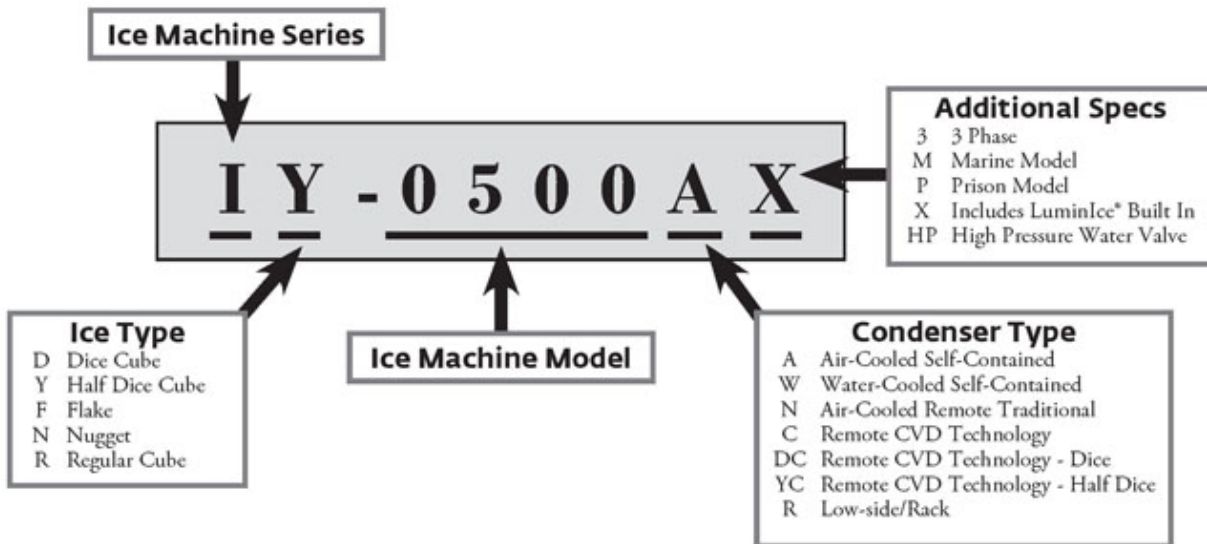 Ice Machine Series
I Y - 0 5 0 0 A X
Additional Specs
3 3 Phase
M Marine Model
P Prison Model
X Includes LuminIce® Built In
HP High Pressure Water Valve
Ice Type
D Dice Cube
Y Half Dice Cube
F Flake
N Nugget
R Regular Cube
Ice Machine Model
Condenser Type
A Air-Cooled Self-Contained
W Water-Cooled Self-Contained
N Air-Cooled Remote Traditional
C Remote CVD Technology
DC Remote CVD Technology - Dice
YC Remote CVD Technology - Half Dice
R Low-side/Rack